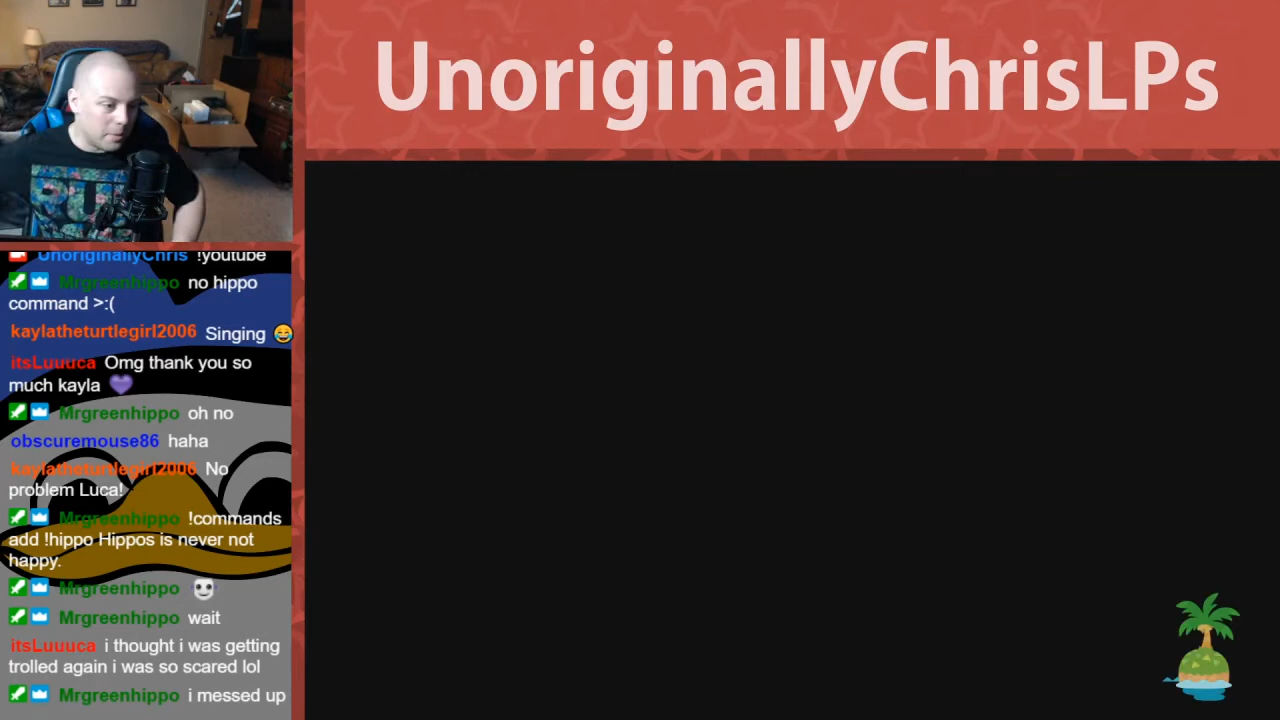 UnoriginallyChrisLPs
UnoriginallyChris !youtube
Mrgreenhippo no hippo
command >:(
kaylatheturtlegirl2006 Singing 😂
itsLuuuca Omg thank you so
much kayla 💜
Mrgreenhippo oh no
obscuremouse86 haha
kaylatheturtlegirl2006 No
problem Luca!
Mrgreenhippo !commands
add !hippo Hippos is never not
happy.
Mrgreenhippo
Mrgreenhippo wait
itsLuuuca i thought i was getting
trolled again i was so scared lol
Mrgreenhippo i messed up